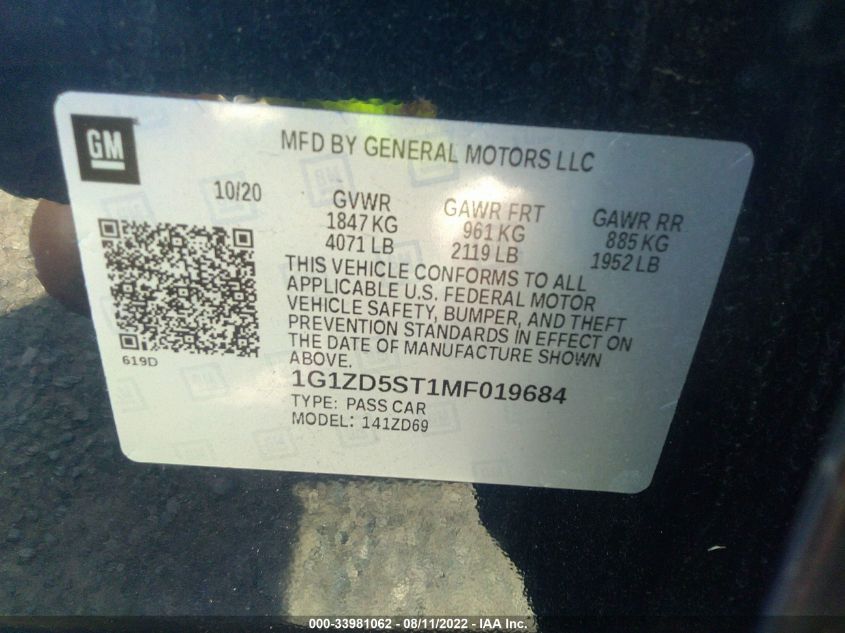 GM
MFD BY GENERAL MOTORS LLC
10/20
GVWR
1847 KG
4071 LB
GAWR FRT
961 KG
2119 LB
GAWR RR
885 KG
1952 LB
THIS VEHICLE CONFORMS TO ALL
APPLICABLE U.S. FEDERAL MOTOR
VEHICLE SAFETY, BUMPER, AND THEFT
PREVENTION STANDARDS IN EFFECT ON
THE DATE OF MANUFACTURE SHOWN
ABOVE.
619D
1G1ZD5ST1MF019684
TYPE: PASS CAR
MODEL: 141ZD69
000-33981062 - 08/11/2022 - IAA Inc.